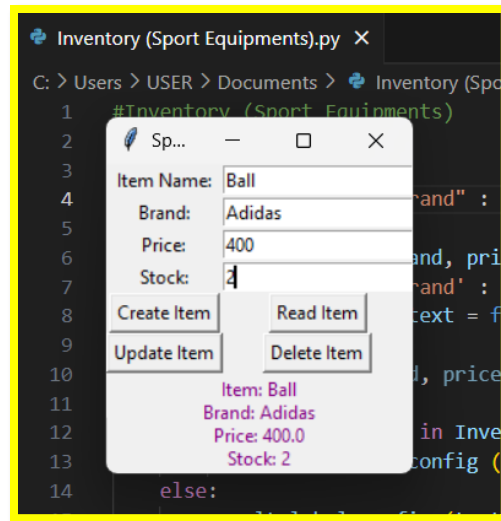 Inventory (Sport Equipments).py
C: > Users > USER > Documents > Inventory (Spo
1 #Inventory (Sport Equipments)
2
3
4 rand" :
5
6 and, pri
7 rand' :
8 text = f
9
10 d, price
11
12 in Inve
13 config (
14 else:
Sp...
Item Name: Ball
Brand: Adidas
Price: 400
Stock: 2
Create Item Read Item
Update Item Delete Item
Item: Ball
Brand: Adidas
Price: 400.0
Stock: 2